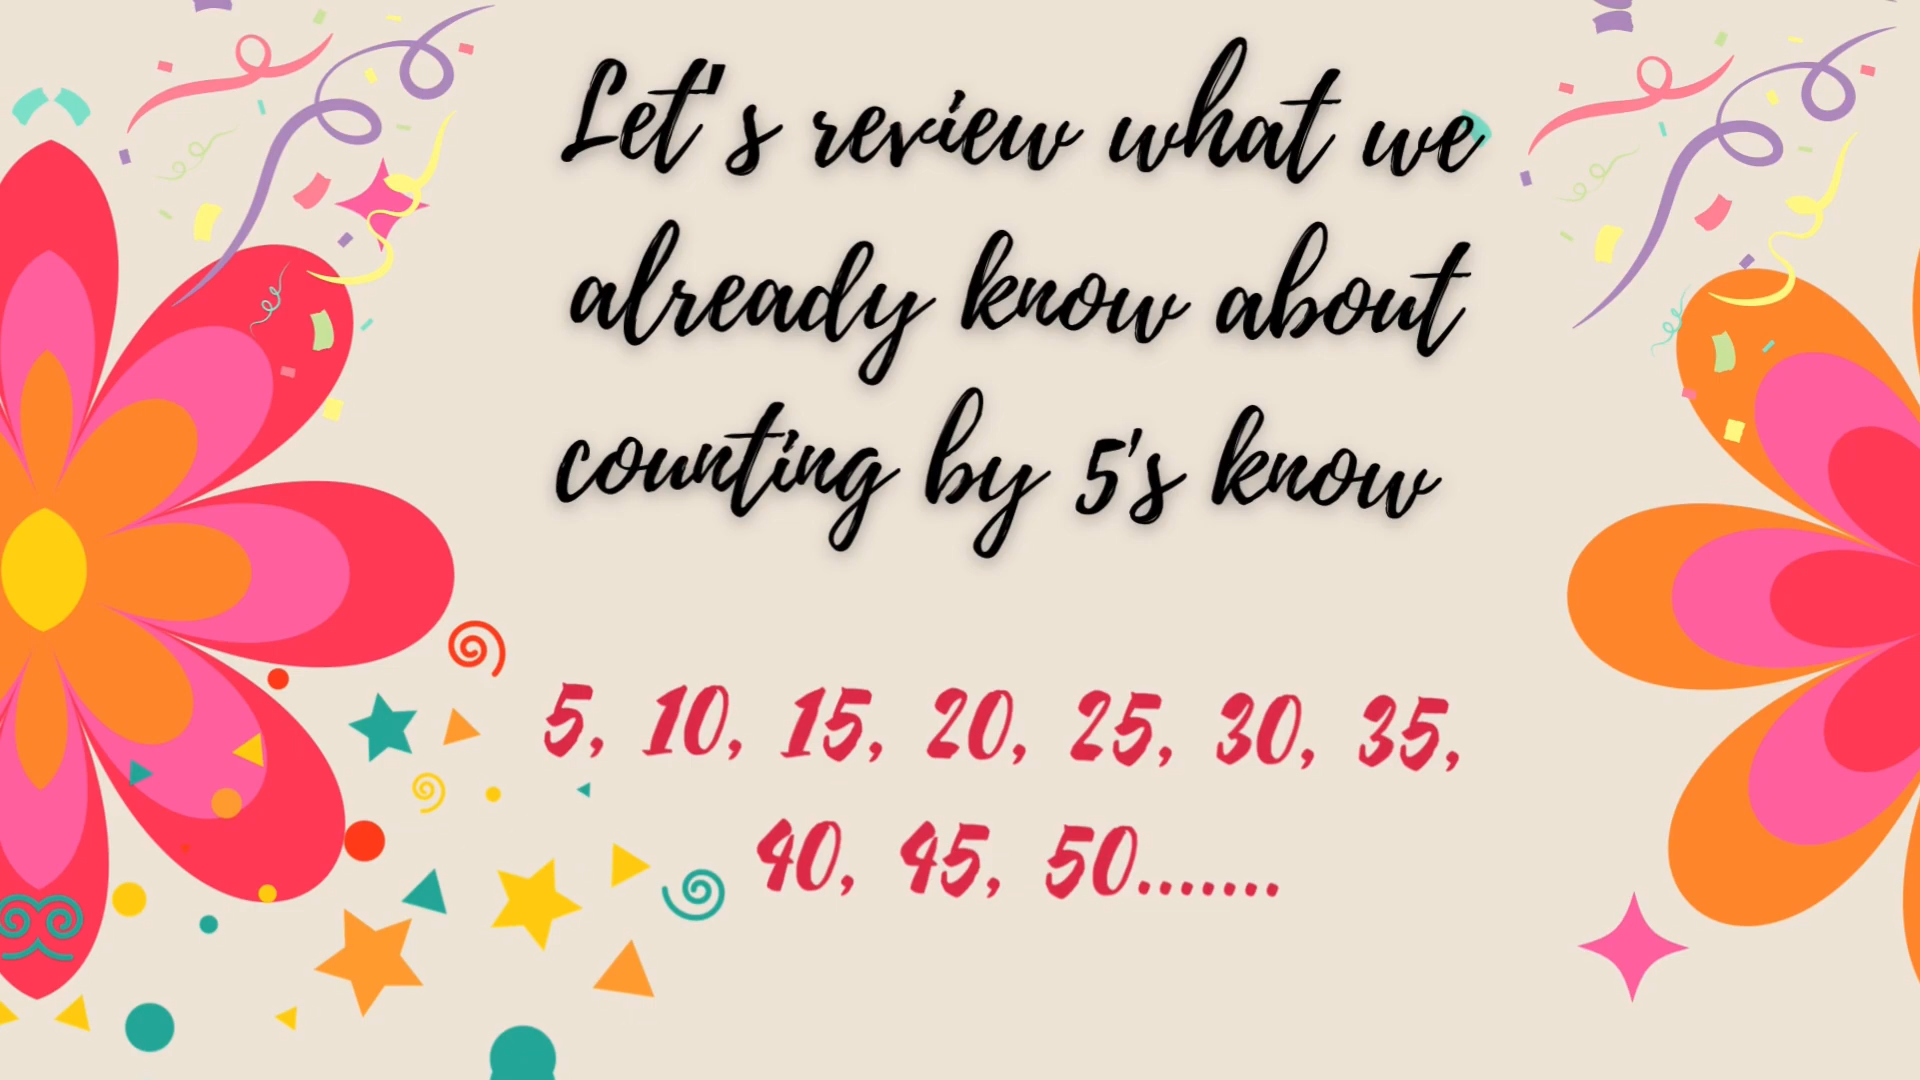 Let's review what we
already know about
counting by 5's know
5, 10, 15, 20, 25, 30, 35,
40, 45, 50.......